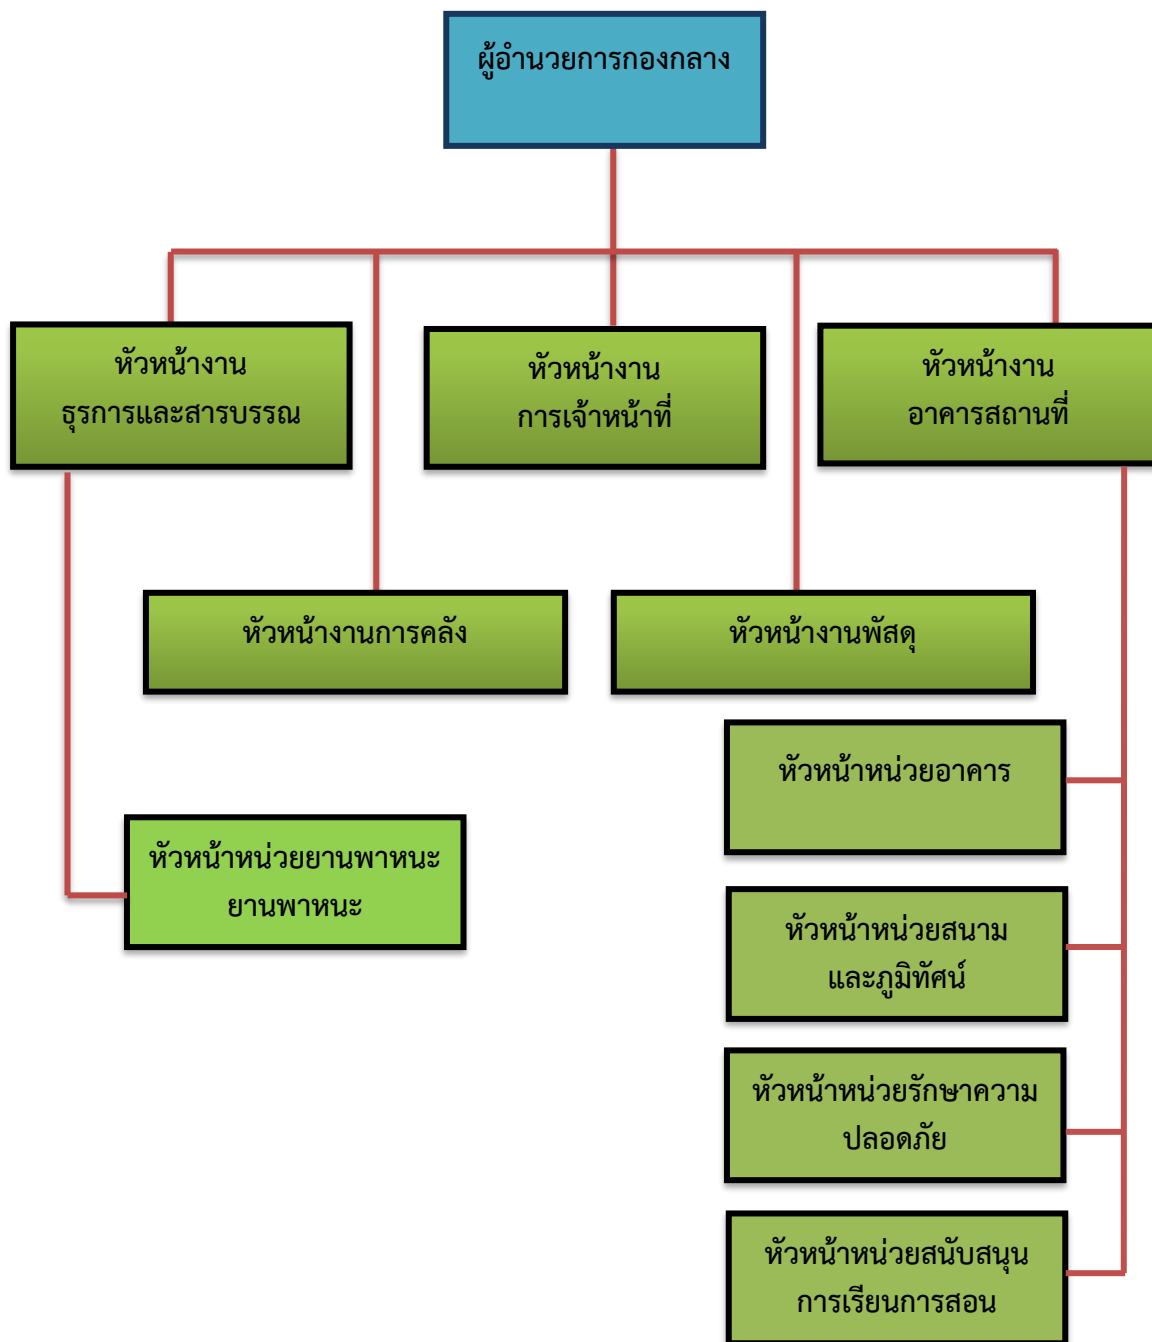 ผู้อำนวยการกองกลาง
หัวหน้างาน
ธุรการและสารบรรณ
หัวหน้างาน
การเจ้าหน้าที่
หัวหน้างาน
อาคารสถานที่
หัวหน้างานการคลัง
หัวหน้างานพัสดุ
หัวหน้าหน่วยยานพาหนะ
ยานพาหนะ
หัวหน้าหน่วยอาคาร
หัวหน้าหน่วยสนาม
และภูมิทัศน์
หัวหน้าหน่วยรักษาความ
ปลอดภัย
หัวหน้าหน่วยสนับสนุน
การเรียนการสอน